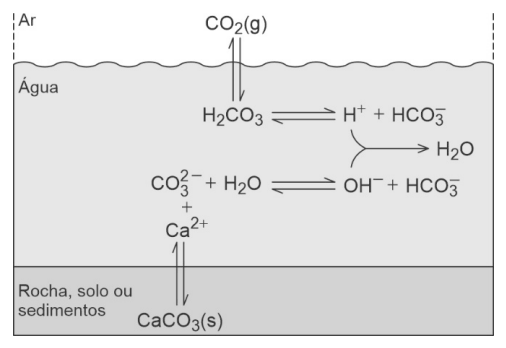 Ar
CO₂(g)
Água
H₂CO₃ ⇌ H⁺ + HCO₃⁻
→ H₂O
CO₃²⁻ + H₂O ⇌ OH⁻ + HCO₃⁻
+
Ca²⁺
Rocha, solo ou
sedimentos
CaCO₃(s)